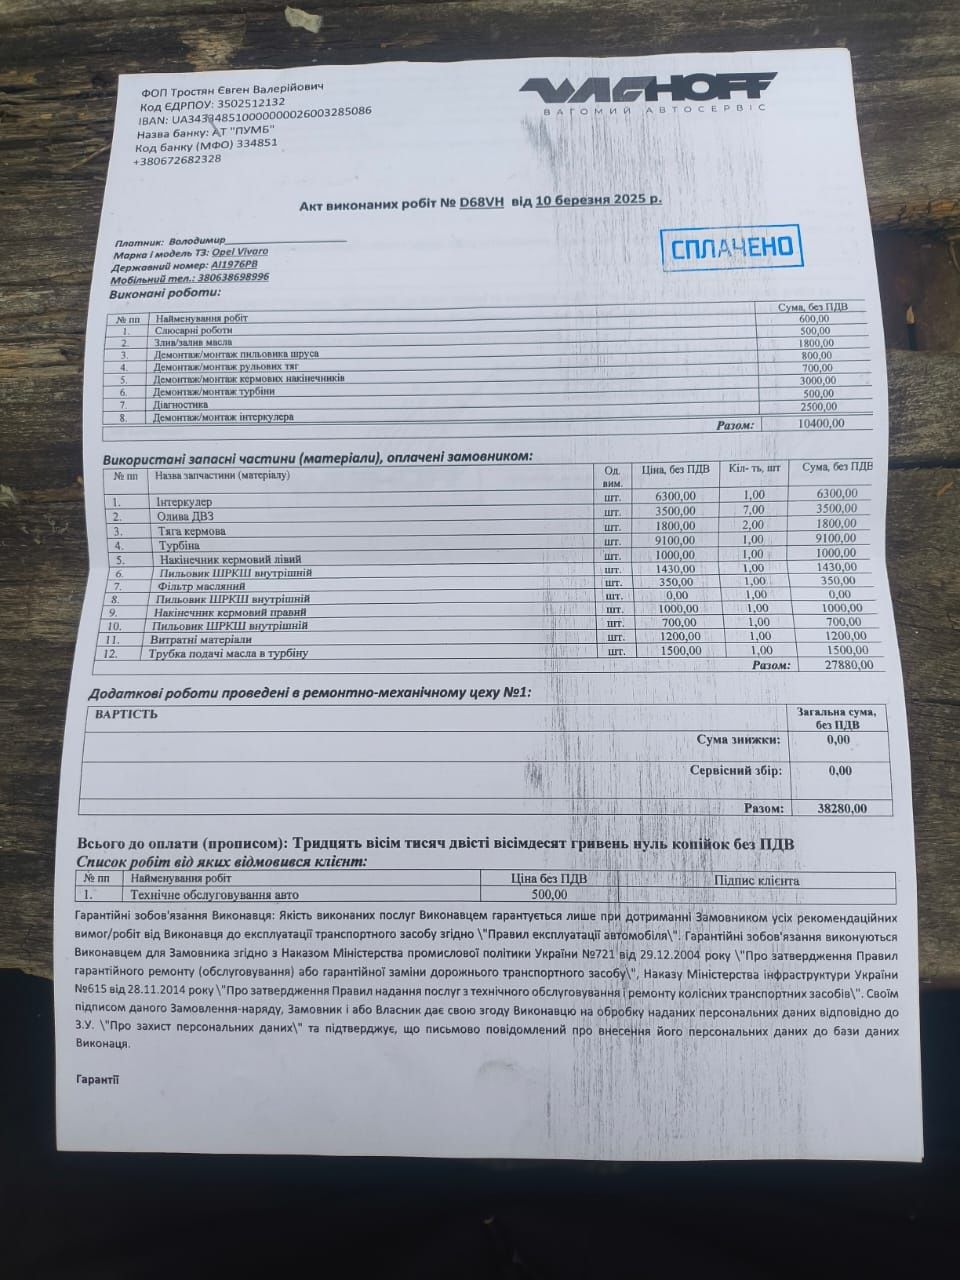 ФОП Тростян Євген Валерійович
Код ЄДРПОУ: 3502512132
IBAN: UA343348510000000026003285086
Назва банку: АТ "ПУМБ"
Код банку (МФО) 334851
+380672682328
WAGHOFF
ВАГОМИЙ АВТОСЕРВІС
Акт виконаних робіт № D68VH від 10 березня 2025 р.
СПЛАЧЕНО
Платник: Володимир
Марка і модель ТЗ: Opel Vivaro
Державний номер: AI1976PB
Мобільний тел.: 380638698996
Виконані роботи:
№ пп Найменування робіт Сума, без ПДВ
1. Слюсарні роботи 600,00
2. Злив/залив масла 500,00
3. Демонтаж/монтаж пильовика шруса 1800,00
4. Демонтаж/монтаж рульових тяг 800,00
5. Демонтаж/монтаж кермових накінечників 700,00
6. Демонтаж/монтаж турбіни 3000,00
7. Діагностика 500,00
8. Демонтаж/монтаж інтеркулера 2500,00
Разом: 10400,00
Використані запасні частини (матеріали), оплачені замовником:
№ пп Назва запчастини (матеріалу) Од. вим. Ціна, без ПДВ Кіл- ть, шт Сума, без ПДВ
1. Інтеркулер шт. 6300,00 1,00 6300,00
2. Олива ДВЗ шт. 3500,00 7,00 3500,00
3. Тяга кермова шт. 1800,00 2,00 1800,00
4. Турбіна шт. 9100,00 1,00 9100,00
5. Накінечник кермовий лівий шт. 1000,00 1,00 1000,00
6. Пильовик ШРКШ внутрішній шт. 1430,00 1,00 1430,00
7. Фільтр масляний шт. 350,00 1,00 350,00
8. Пильовик ШРКШ внутрішній шт. 0,00 1,00 0,00
9. Накінечник кермовий правий шт. 1000,00 1,00 1000,00
10. Пильовик ШРКШ внутрішній шт. 700,00 1,00 700,00
11. Витратні матеріали шт. 1200,00 1,00 1200,00
12. Трубка подачі масла в турбіну шт. 1500,00 1,00 1500,00
Разом: 27880,00
Додаткові роботи проведені в ремонтно-механічному цеху №1:
ВАРТІСТЬ Загальна сума, без ПДВ
Сума знижки: 0,00
Сервісний збір: 0,00
Разом: 38280,00
Всього до оплати (прописом): Тридцять вісім тисяч двісті вісімдесят гривень нуль копійок без ПДВ
Список робіт від яких відмовився клієнт:
№ пп Найменування робіт Ціна без ПДВ Підпис клієнта
1. Технічне обслуговування авто 500,00
Гарантійні зобов'язання Виконавця: Якість виконаних послуг Виконавцем гарантується лише при дотриманні Замовником усіх рекомендаційних
вимог/робіт від Виконавця до експлуатації транспортного засобу згідно \"Правил експлуатації автомобіля\". Гарантійні зобов'язання виконуються
Виконавцем для Замовника згідно з Наказом Міністерства промислової політики України №721 від 29.12.2004 року \"Про затвердження Правил
гарантійного ремонту (обслуговування) або гарантійної заміни дорожнього транспортного засобу\", Наказу Міністерства інфраструктури України
№615 від 28.11.2014 року \"Про затвердження Правил надання послуг з технічного обслуговування і ремонту колісних транспортних засобів\". Своїм
підписом даного Замовлення-наряду, Замовник і або Власник дає свою згоду Виконавцю на обробку наданих персональних даних відповідно до
З.У. \"Про захист персональних даних\" та підтверджує, що письмово повідомлений про внесення його персональних даних до бази даних
Виконаця.
Гарантії